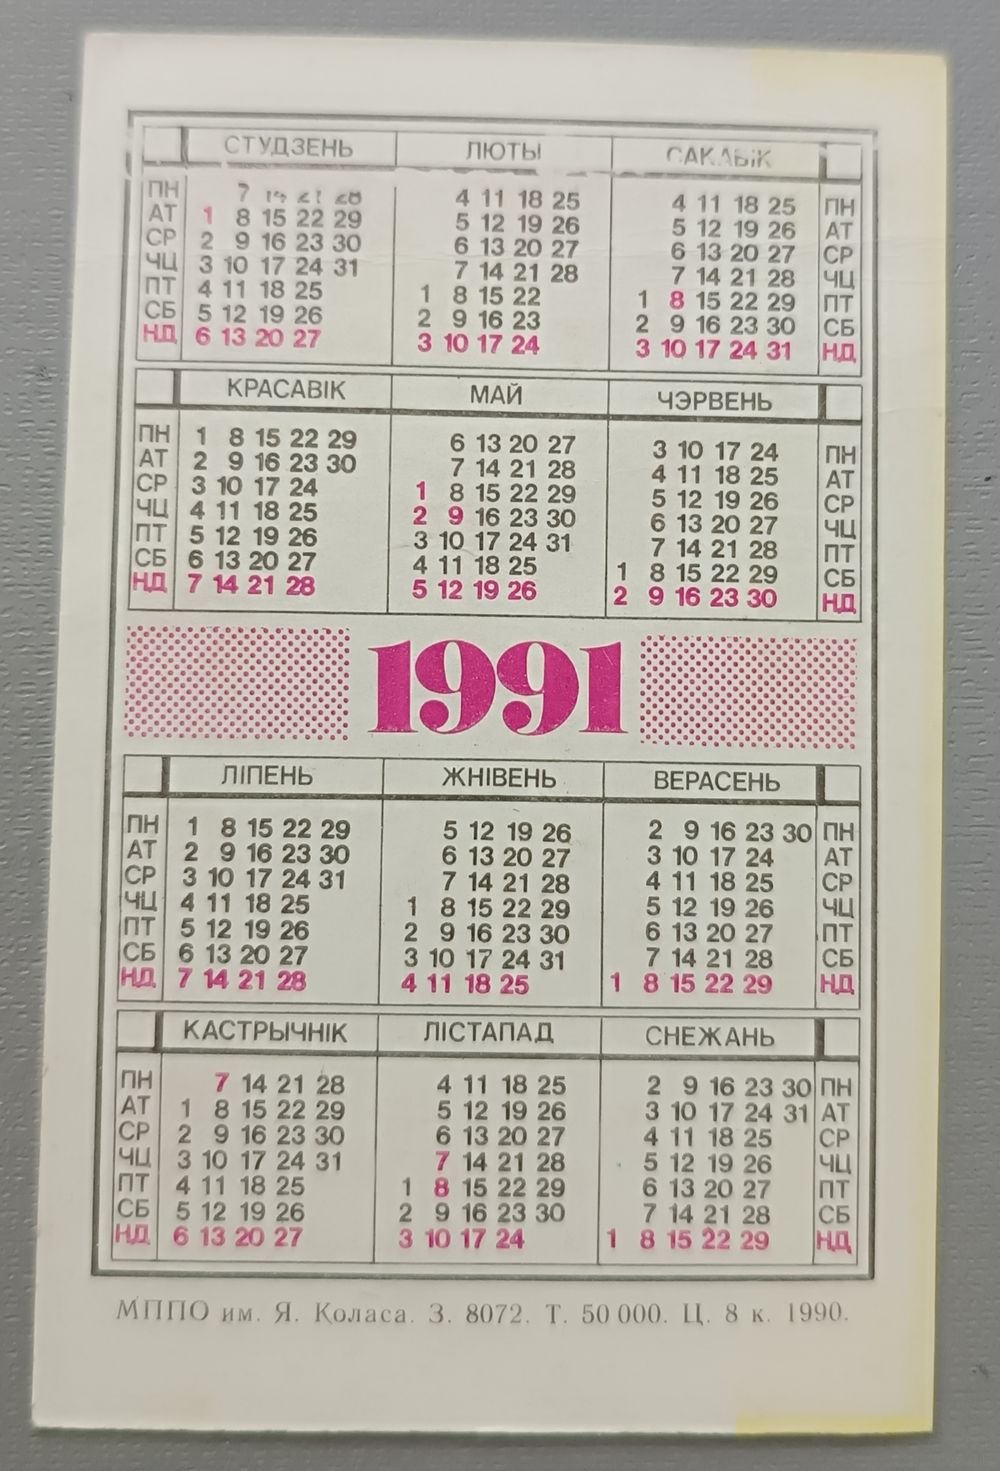 СТУДЗЕНЬ ЛЮТЫ САКАВІК
ПН 7 14 21 28 4 11 18 25 4 11 18 25 ПН
АТ 1 8 15 22 29 5 12 19 26 5 12 19 26 АТ
СР 2 9 16 23 30 6 13 20 27 6 13 20 27 СР
ЧЦ 3 10 17 24 31 7 14 21 28 7 14 21 28 ЧЦ
ПТ 4 11 18 25 1 8 15 22 1 8 15 22 29 ПТ
СБ 5 12 19 26 2 9 16 23 2 9 16 23 30 СБ
НД 6 13 20 27 3 10 17 24 3 10 17 24 31 НД
КРАСАВІК МАЙ ЧЭРВЕНЬ
ПН 1 8 15 22 29 6 13 20 27 3 10 17 24 ПН
АТ 2 9 16 23 30 7 14 21 28 4 11 18 25 АТ
СР 3 10 17 24 1 8 15 22 29 5 12 19 26 СР
ЧЦ 4 11 18 25 2 9 16 23 30 6 13 20 27 ЧЦ
ПТ 5 12 19 26 3 10 17 24 31 7 14 21 28 ПТ
СБ 6 13 20 27 4 11 18 25 1 8 15 22 29 СБ
НД 7 14 21 28 5 12 19 26 2 9 16 23 30 НД
1991
ЛІПЕНЬ ЖНІВЕНЬ ВЕРАСЕНЬ
ПН 1 8 15 22 29 5 12 19 26 2 9 16 23 30 ПН
АТ 2 9 16 23 30 6 13 20 27 3 10 17 24 АТ
СР 3 10 17 24 31 7 14 21 28 4 11 18 25 СР
ЧЦ 4 11 18 25 1 8 15 22 29 5 12 19 26 ЧЦ
ПТ 5 12 19 26 2 9 16 23 30 6 13 20 27 ПТ
СБ 6 13 20 27 3 10 17 24 31 7 14 21 28 СБ
НД 7 14 21 28 4 11 18 25 1 8 15 22 29 НД
КАСТРЫЧНІК ЛІСТАПАД СНЕЖАНЬ
ПН 7 14 21 28 4 11 18 25 2 9 16 23 30 ПН
АТ 1 8 15 22 29 5 12 19 26 3 10 17 24 31 АТ
СР 2 9 16 23 30 6 13 20 27 4 11 18 25 СР
ЧЦ 3 10 17 24 31 7 14 21 28 5 12 19 26 ЧЦ
ПТ 4 11 18 25 1 8 15 22 29 6 13 20 27 ПТ
СБ 5 12 19 26 2 9 16 23 30 7 14 21 28 СБ
НД 6 13 20 27 3 10 17 24 1 8 15 22 29 НД
МППО им. Я. Коласа. З. 8072. Т. 50 000. Ц. 8 к. 1990.